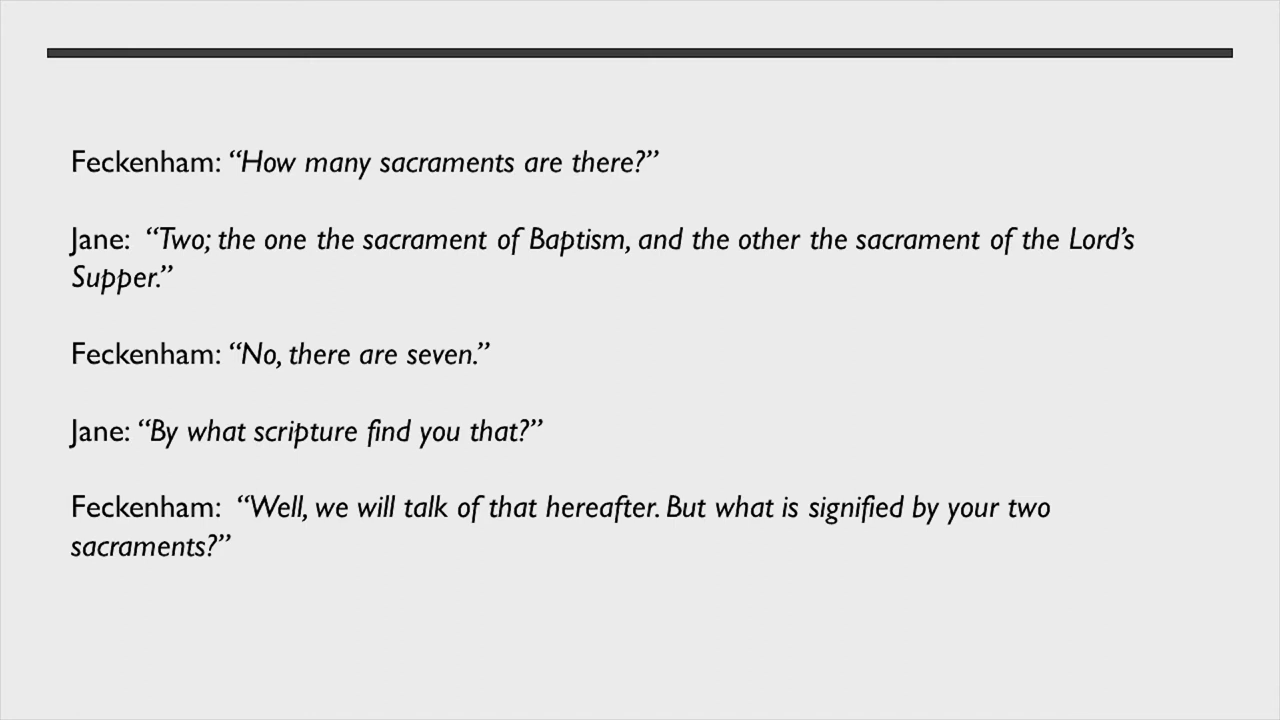 Feckenham: “How many sacraments are there?”
Jane:  “Two; the one the sacrament of Baptism, and the other the sacrament of the Lord’s
Supper.”
Feckenham: “No, there are seven.”
Jane: “By what scripture find you that?”
Feckenham:  “Well, we will talk of that hereafter. But what is signified by your two
sacraments?”